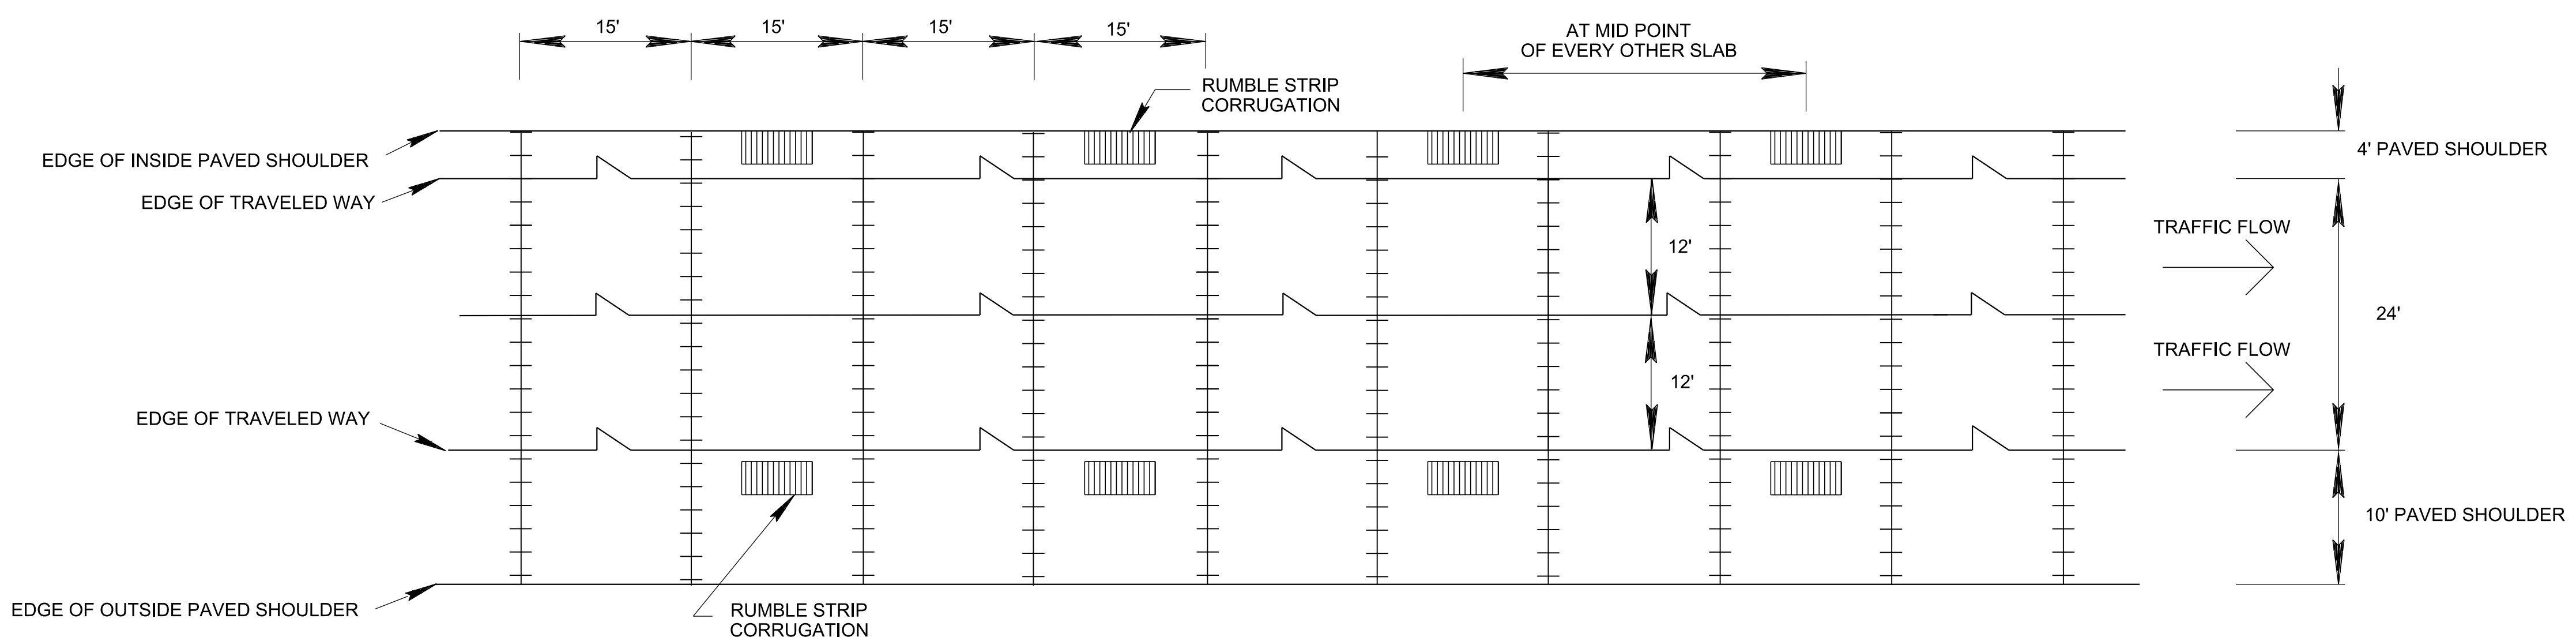 15'
15'
15'
15'
AT MID POINT
OF EVERY OTHER SLAB
RUMBLE STRIP
CORRUGATION
EDGE OF INSIDE PAVED SHOULDER
4' PAVED SHOULDER
EDGE OF TRAVELED WAY
TRAFFIC FLOW
12'
24'
TRAFFIC FLOW
12'
EDGE OF TRAVELED WAY
10' PAVED SHOULDER
EDGE OF OUTSIDE PAVED SHOULDER
RUMBLE STRIP
CORRUGATION